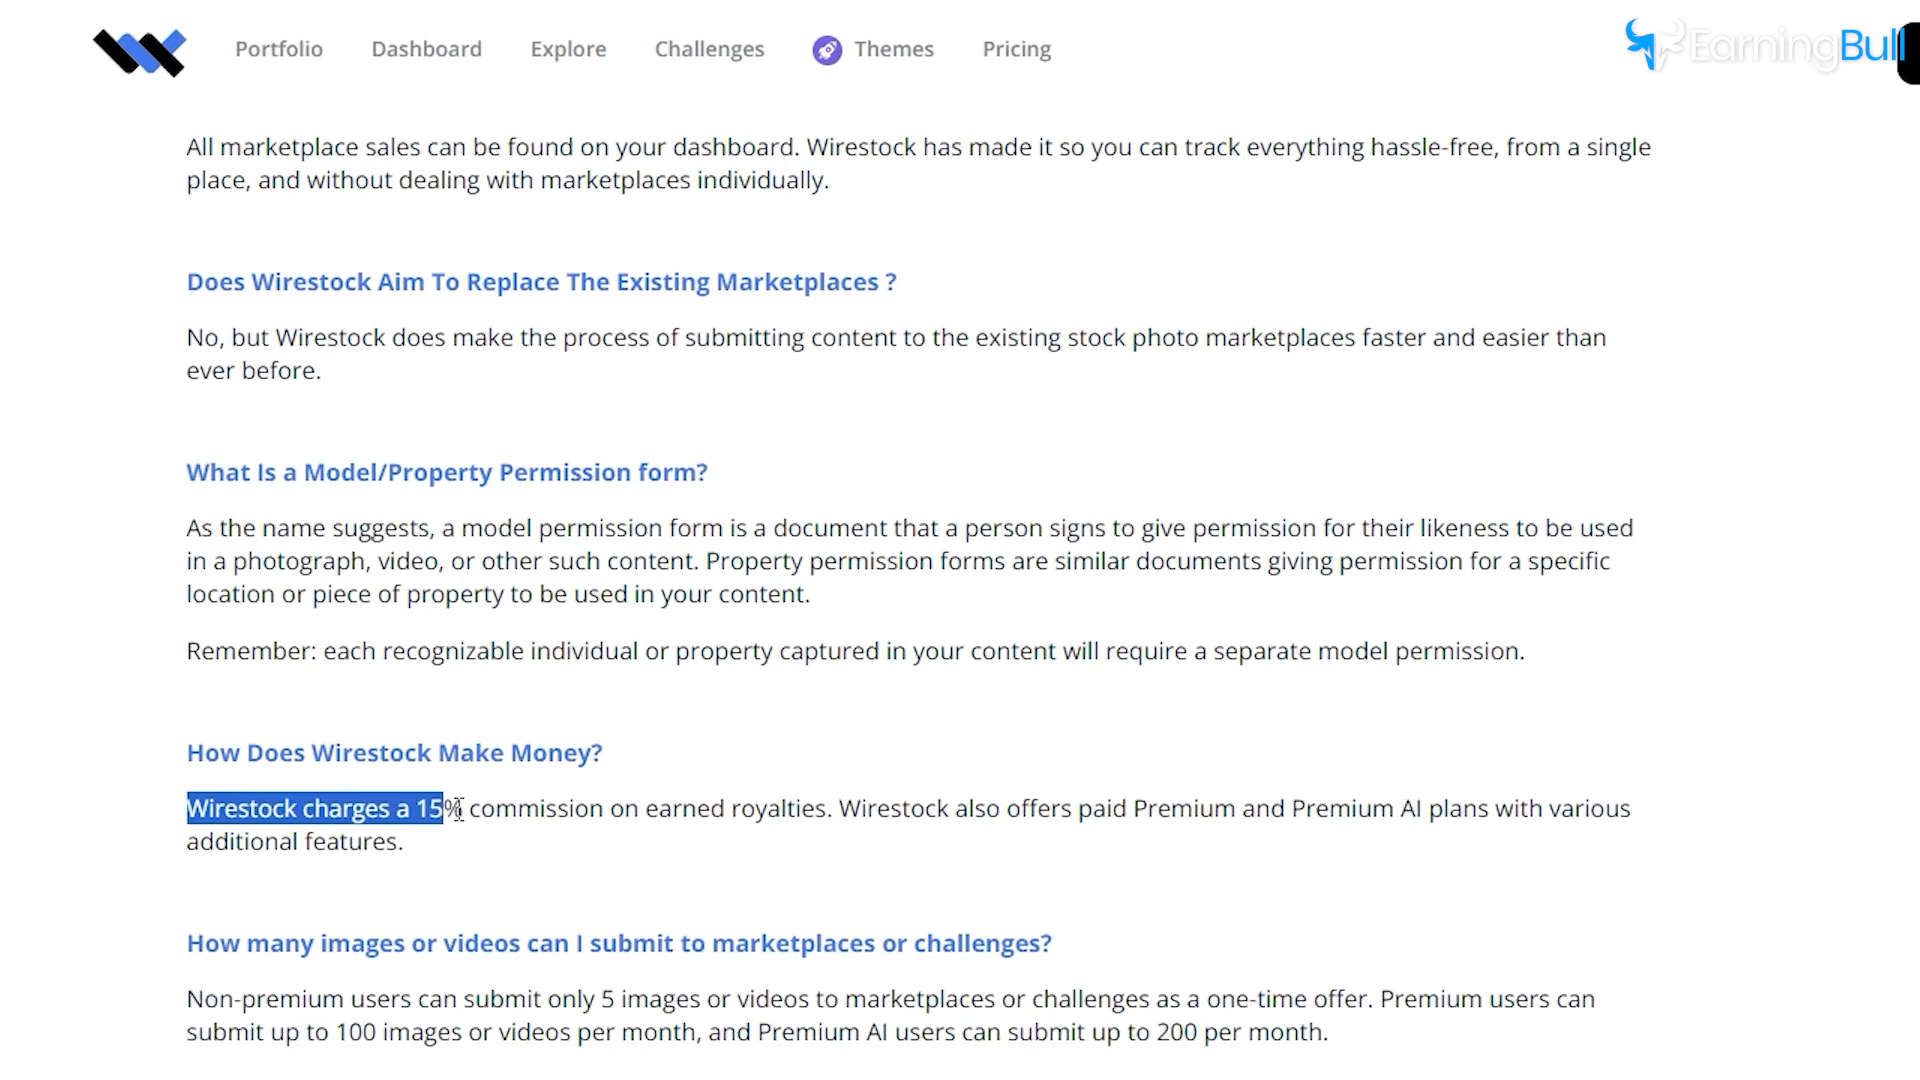 Portfolio Dashboard Explore Challenges Themes Pricing
EarningBull
All marketplace sales can be found on your dashboard. Wirestock has made it so you can track everything hassle-free, from a single
place, and without dealing with marketplaces individually.
Does Wirestock Aim To Replace The Existing Marketplaces ?
No, but Wirestock does make the process of submitting content to the existing stock photo marketplaces faster and easier than
ever before.
What Is a Model/Property Permission form?
As the name suggests, a model permission form is a document that a person signs to give permission for their likeness to be used
in a photograph, video, or other such content. Property permission forms are similar documents giving permission for a specific
location or piece of property to be used in your content.
Remember: each recognizable individual or property captured in your content will require a separate model permission.
How Does Wirestock Make Money?
Wirestock charges a 15% commission on earned royalties. Wirestock also offers paid Premium and Premium AI plans with various
additional features.
How many images or videos can I submit to marketplaces or challenges?
Non-premium users can submit only 5 images or videos to marketplaces or challenges as a one-time offer. Premium users can
submit up to 100 images or videos per month, and Premium AI users can submit up to 200 per month.